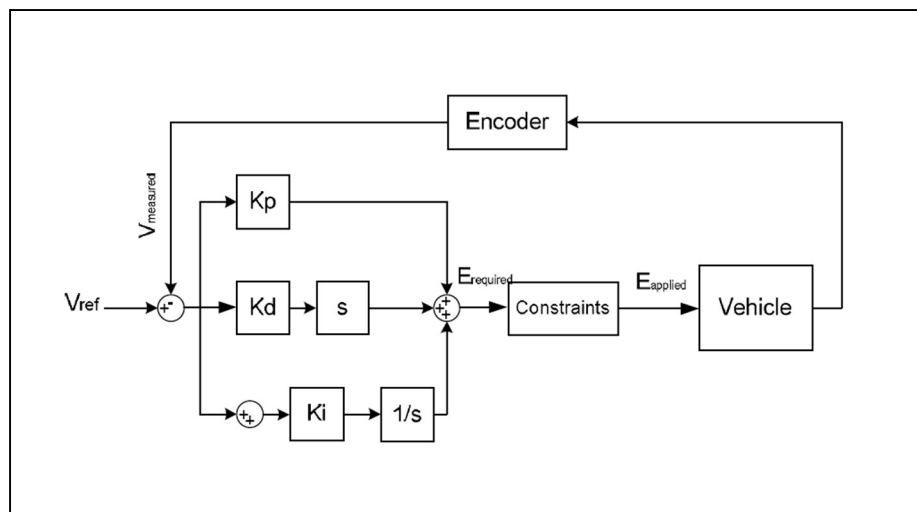 Encoder
Vmeasured
Kp
Vref
+
-
Kd
s
+
+
+
Erequired
Constraints
Eapplied
Vehicle
+
+
Ki
1/s